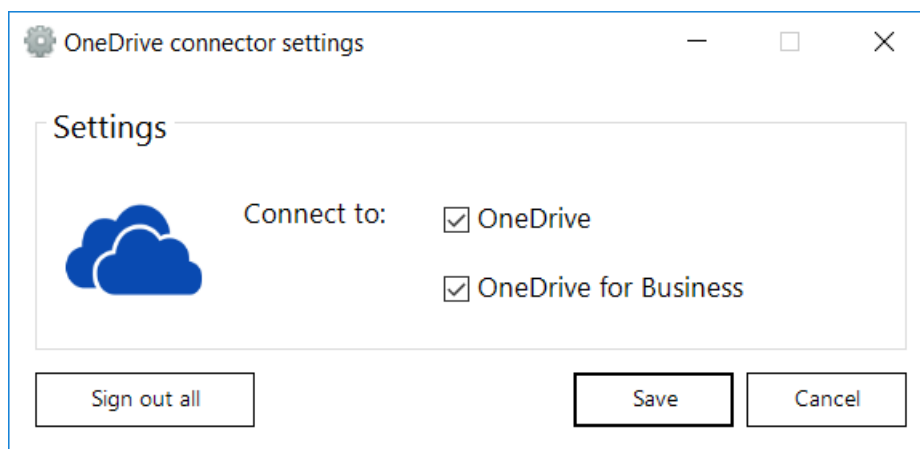 OneDrive connector settings
Settings
Connect to:
OneDrive
OneDrive for Business
Sign out all
Save
Cancel